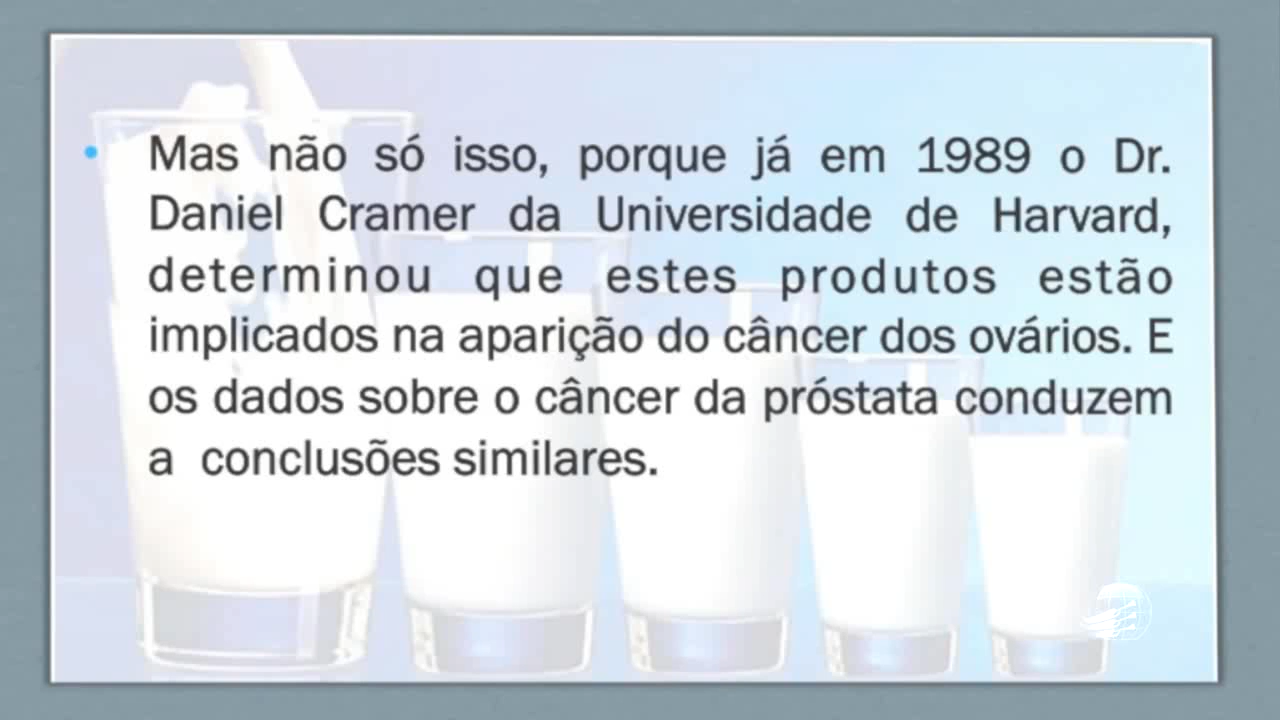 Mas não só isso, porque já em 1989 o Dr.
Daniel Cramer da Universidade de Harvard,
determinou que estes produtos estão
implicados na aparição do câncer dos ovários. E
os dados sobre o câncer da próstata conduzem
a conclusões similares.